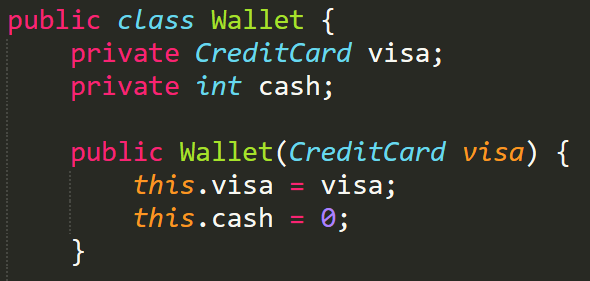 public class Wallet {
    private CreditCard visa;
    private int cash;

    public Wallet(CreditCard visa) {
        this.visa = visa;
        this.cash = 0;
    }